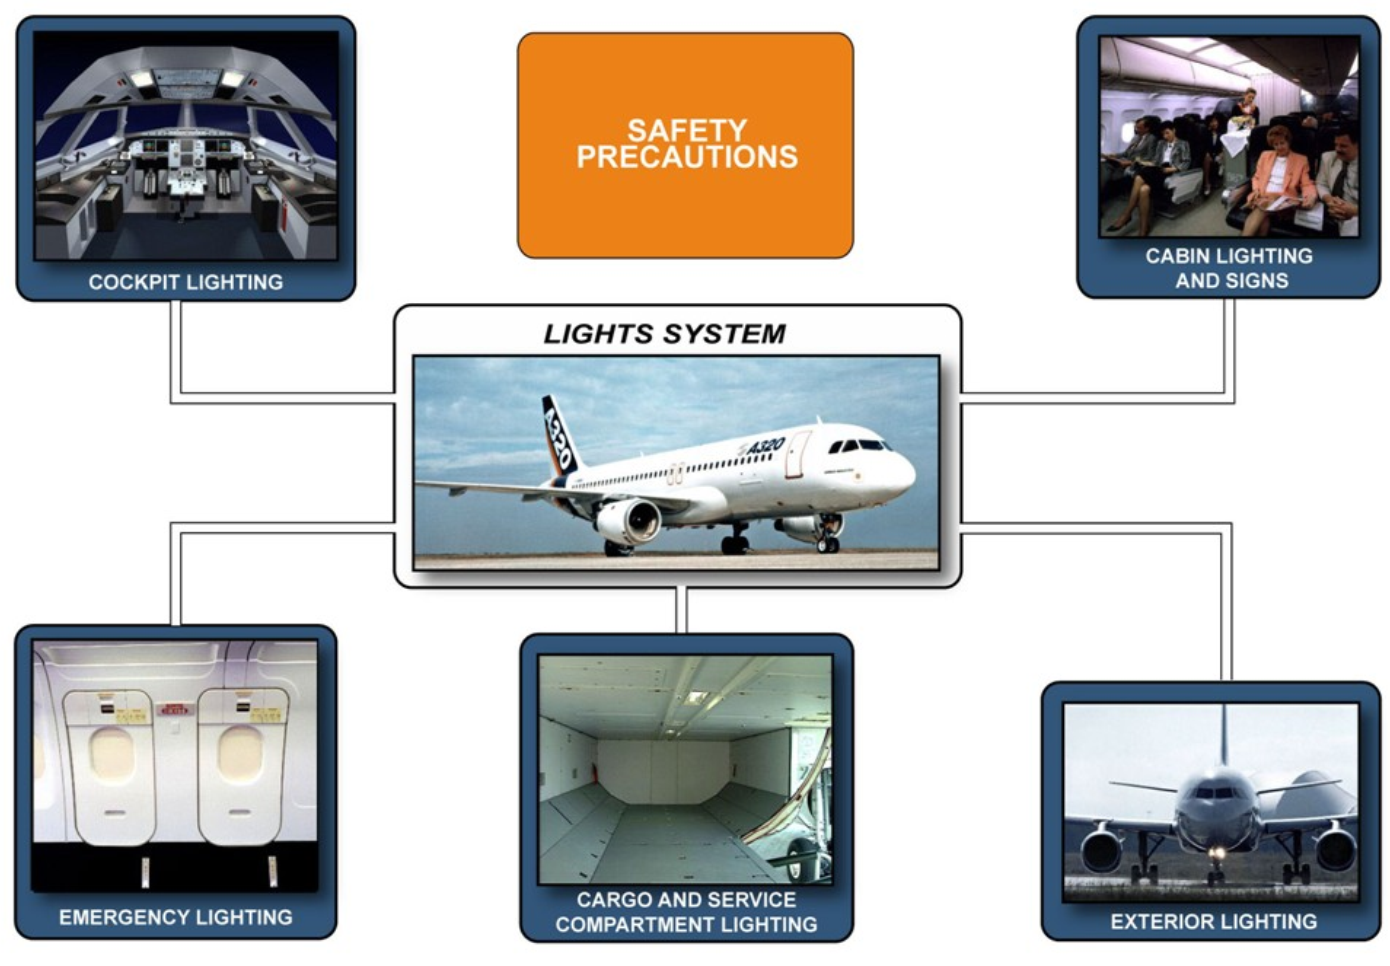 SAFETY
PRECAUTIONS
COCKPIT LIGHTING
CABIN LIGHTING
AND SIGNS
LIGHTS SYSTEM
A320
A320
EMERGENCY LIGHTING
CARGO AND SERVICE
COMPARTMENT LIGHTING
EXTERIOR LIGHTING